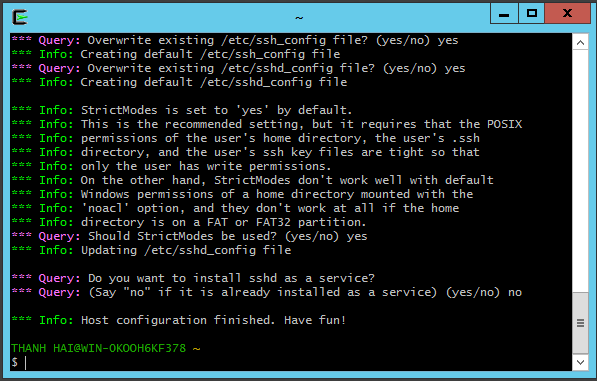 ~
*** Query: Overwrite existing /etc/ssh_config file? (yes/no) yes
*** Info: Creating default /etc/ssh_config file
*** Query: Overwrite existing /etc/sshd_config file? (yes/no) yes
*** Info: Creating default /etc/sshd_config file
*** Info: StrictModes is set to 'yes' by default.
*** Info: This is the recommended setting, but it requires that the POSIX
*** Info: permissions of the user's home directory, the user's .ssh
*** Info: directory, and the user's ssh key files are tight so that
*** Info: only the user has write permissions.
*** Info: On the other hand, StrictModes don't work well with default
*** Info: Windows permissions of a home directory mounted with the
*** Info: 'noacl' option, and they don't work at all if the home
*** Info: directory is on a FAT or FAT32 partition.
*** Query: Should StrictModes be used? (yes/no) yes
*** Info: Updating /etc/sshd_config file
*** Query: Do you want to install sshd as a service?
*** Query: (Say "no" if it is already installed as a service) (yes/no) no
*** Info: Host configuration finished. Have fun!
THANH HAI@WIN-OKOOH6KF378 ~
$